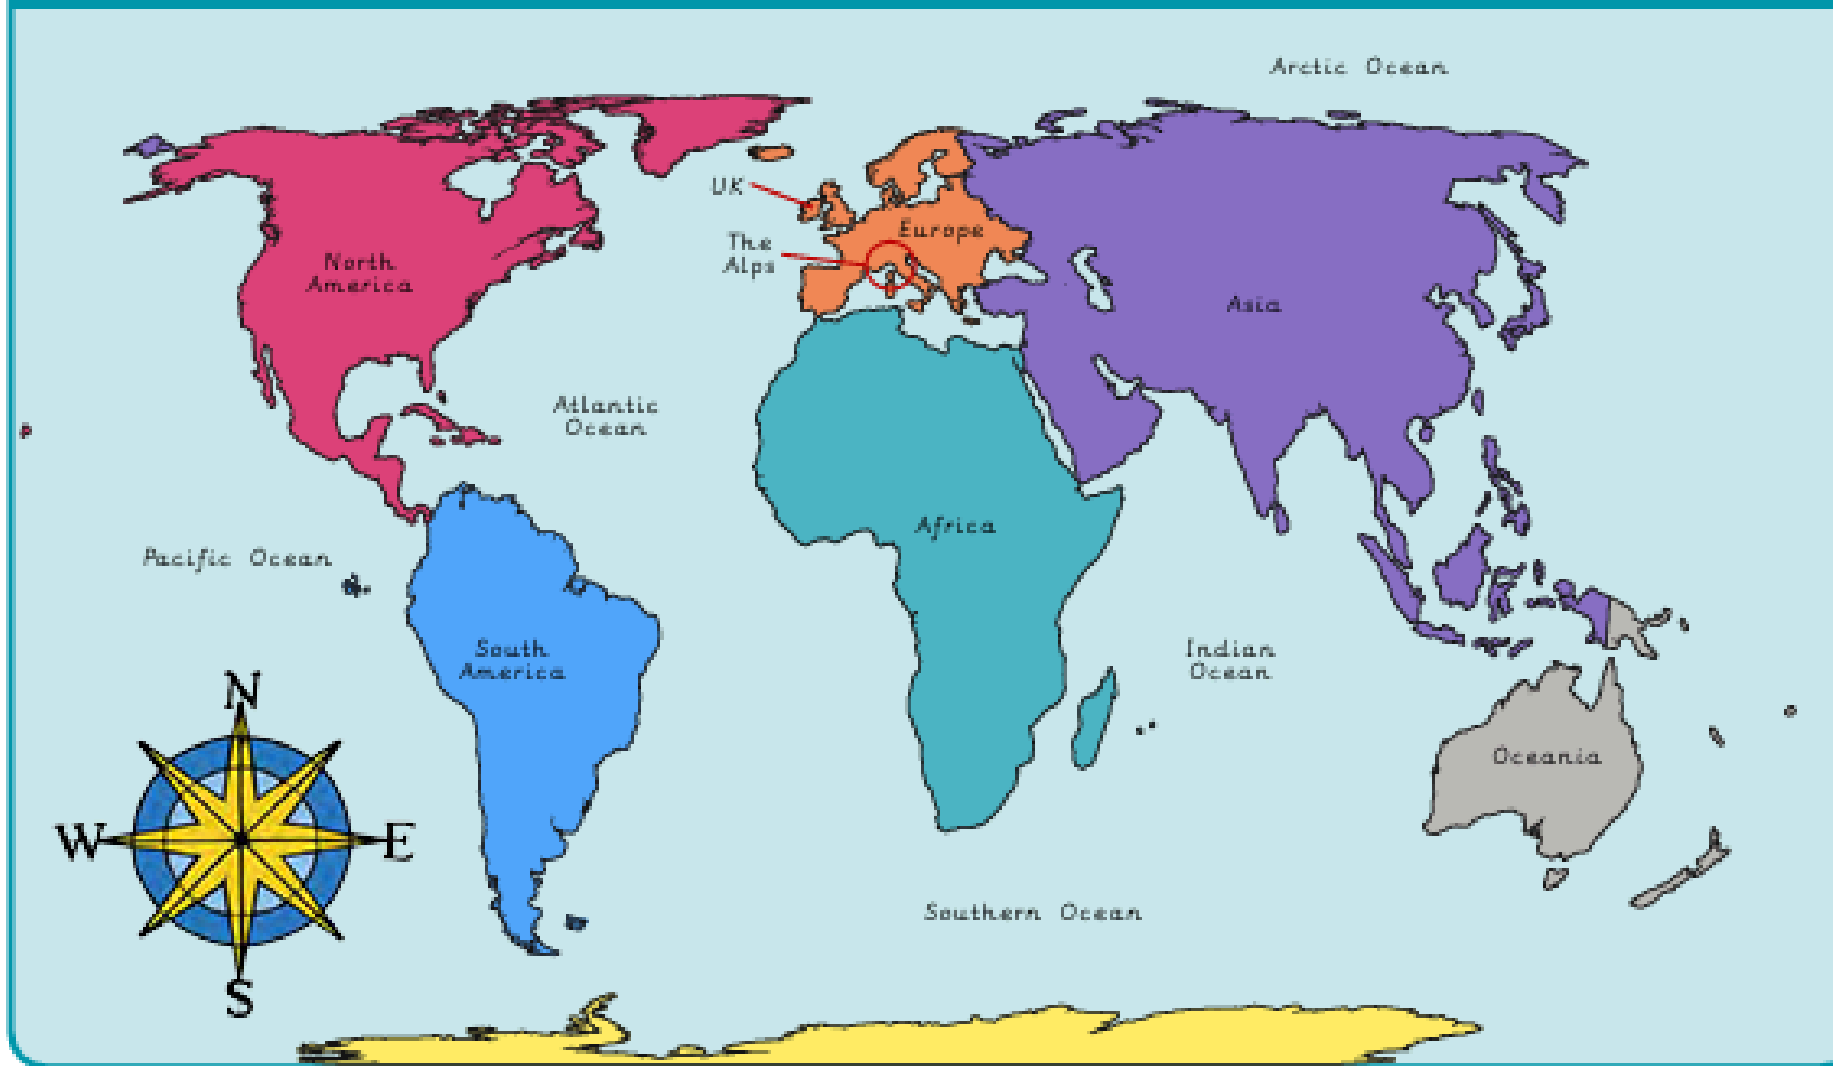 Arctic Ocean
UK
Europe
The
Alps
North
America
Asia
Atlantic
Ocean
Africa
Pacific Ocean
South
America
Indian
Ocean
N
Oceania
W
E
Southern Ocean
S